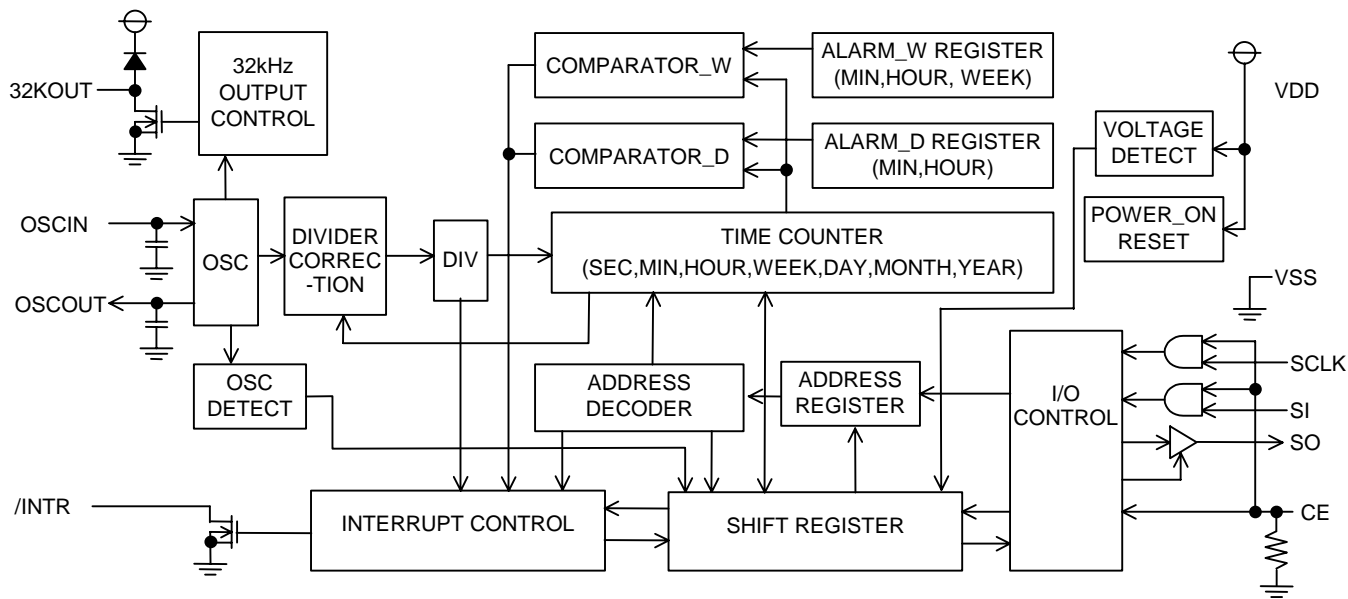 32KOUT
32kHz
OUTPUT
CONTROL
COMPARATOR_W
ALARM_W REGISTER
(MIN,HOUR, WEEK)
VDD
COMPARATOR_D
ALARM_D REGISTER
(MIN,HOUR)
VOLTAGE
DETECT
POWER_ON
RESET
OSCIN
OSCOUT
OSC
DIVIDER
CORREC
-TION
DIV
TIME COUNTER
(SEC,MIN,HOUR,WEEK,DAY,MONTH,YEAR)
VSS
OSC
DETECT
ADDRESS
DECODER
ADDRESS
REGISTER
I/O
CONTROL
SCLK
SI
SO
/INTR
INTERRUPT CONTROL
SHIFT REGISTER
CE